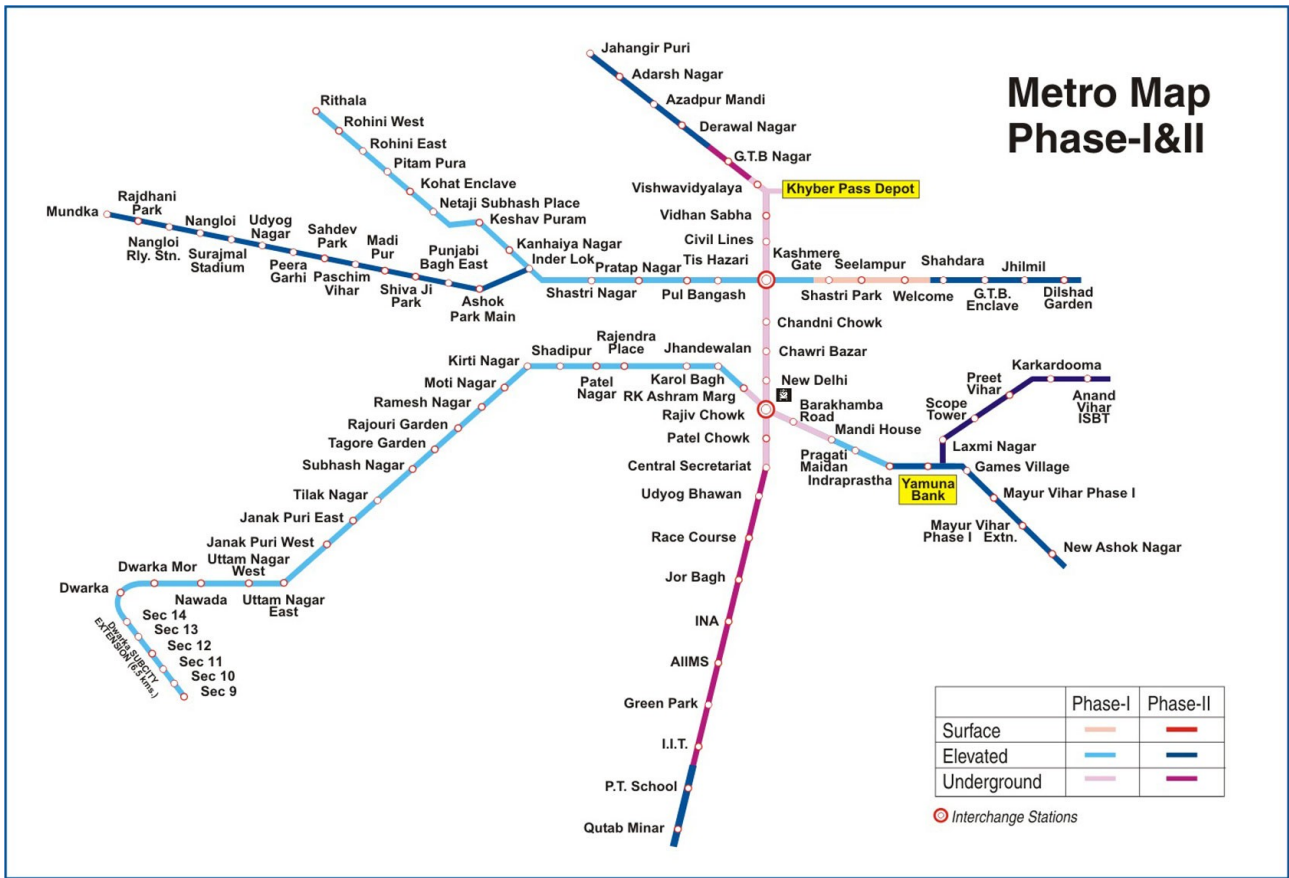 Metro Map
Phase-I&II
Jahangir Puri
Adarsh Nagar
Azadpur Mandi
Derawal Nagar
G.T.B Nagar
Vishwavidyalaya
Khyber Pass Depot
Vidhan Sabha
Civil Lines
Kashmere
Gate
Rithala
Rohini West
Rohini East
Pitam Pura
Kohat Enclave
Netaji Subhash Place
Keshav Puram
Kanhaiya Nagar
Inder Lok
Shastri Nagar
Pratap Nagar
Pul Bangash
Tis Hazari
Shastri Park
Seelampur
Welcome
Shahdara
G.T.B.
Enclave
Jhilmil
Dilshad
Garden
Mundka
Rajdhani
Park
Nangloi
Rly. Stn.
Nangloi
Surajmal
Stadium
Udyog
Nagar
Peera
Garhi
Sahdev
Park
Paschim
Vihar
Madi
Pur
Shiva Ji
Park
Punjabi
Bagh East
Ashok
Park Main
Chandni Chowk
Chawri Bazar
New Delhi
Rajiv Chowk
Patel Chowk
Central Secretariat
Udyog Bhawan
Race Course
Jor Bagh
INA
AIIMS
Green Park
I.I.T.
P.T. School
Qutab Minar
Kirti Nagar
Shadipur
Patel
Nagar
Rajendra
Place
Karol Bagh
Jhandewalan
RK Ashram Marg
Barakhamba
Road
Mandi House
Pragati
Maidan
Indraprastha
Yamuna
Bank
Laxmi Nagar
Scope
Tower
Preet
Vihar
Karkardooma
Anand
Vihar
ISBT
Games Village
Mayur Vihar Phase I
Mayur Vihar
Phase I Extn.
New Ashok Nagar
Moti Nagar
Ramesh Nagar
Rajouri Garden
Tagore Garden
Subhash Nagar
Tilak Nagar
Janak Puri East
Janak Puri West
Uttam Nagar
West
Uttam Nagar
East
Nawada
Dwarka Mor
Dwarka
Sec 14
Sec 13
Sec 12
Sec 11
Sec 10
Sec 9
Dwarka SUBCITY
EXTENSION (6.5 kms.)
Phase-I Phase-II
Surface
Elevated
Underground
Interchange Stations